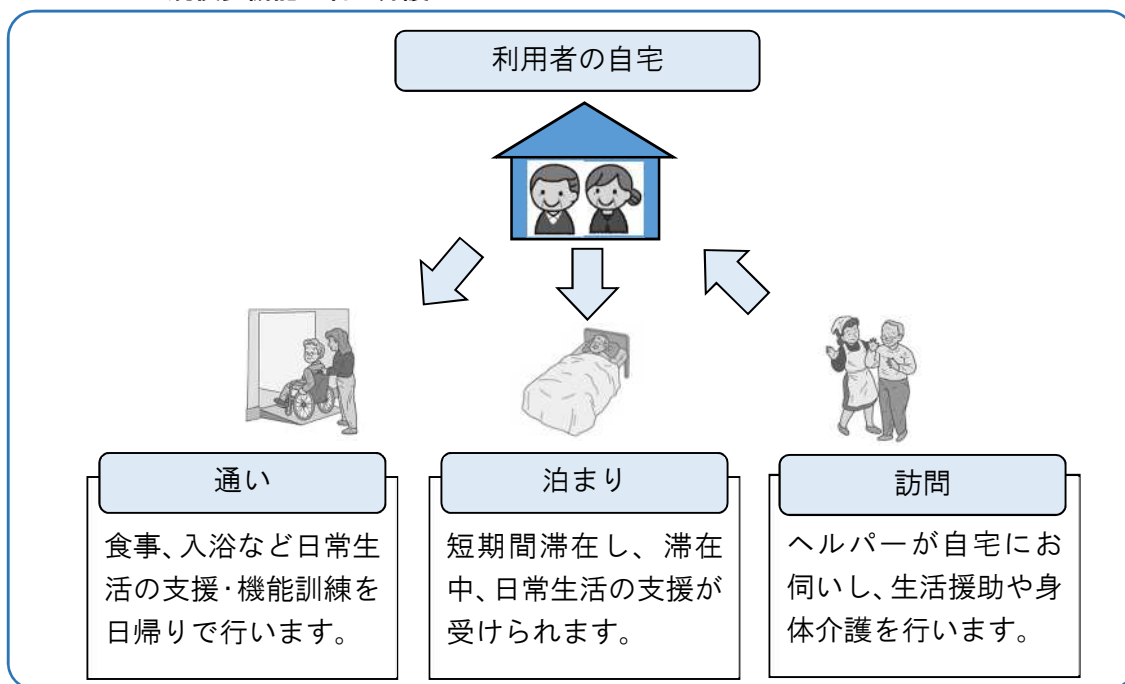 利用者の自宅
通い
食事、入浴など日常生
活の支援・機能訓練を
日帰りで行います。
泊まり
短期間滞在し、滞在
中、日常生活の支援が
受けられます。
訪問
ヘルパーが自宅にお
伺いし、生活援助や身
体介護を行います。